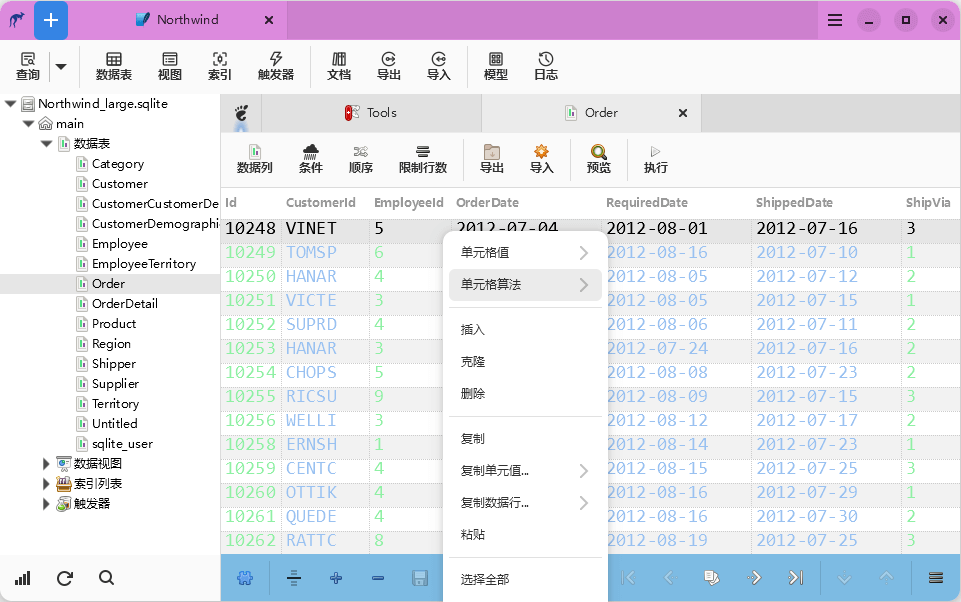 Northwind
查询 数据表 视图 索引 触发器 文档 导出 导入 模型 日志
Northwind_large.sqlite
main
数据表
Category
Customer
CustomerCustomerDe
CustomerDemographi
Employee
EmployeeTerritory
Order
OrderDetail
Product
Region
Shipper
Supplier
Territory
Untitled
sqlite_user
数据视图
索引列表
触发器
Tools Order
数据列 条件 顺序 限制行数 导出 导入 预览 执行
Id CustomerId EmployeeId OrderDate RequiredDate ShippedDate ShipVia
10248 VINET 5 2012-07-04 2012-08-01 2012-07-16 3
10249 TOMSP 6 2012-08-16 2012-07-10 1
10250 HANAR 4 2012-08-05 2012-07-12 2
10251 VICTE 3 2012-08-05 2012-07-15 1
10252 SUPRD 4 2012-08-06 2012-07-11 2
10253 HANAR 3 2012-07-24 2012-07-16 2
10254 CHOPS 5 2012-08-08 2012-07-23 2
10255 RICSU 9 2012-08-09 2012-07-15 3
10256 WELLI 3 2012-08-12 2012-07-17 2
10258 ERNSH 1 2012-08-14 2012-07-23 1
10259 CENTC 4 2012-08-15 2012-07-25 3
10260 OTTIK 4 2012-08-16 2012-07-29 1
10261 QUEDE 4 2012-08-16 2012-07-30 2
10262 RATTC 8 2012-08-19 2012-07-25 3
单元格值
单元格算法
插入
克隆
删除
复制
复制单元值...
复制数据行...
粘贴
选择全部